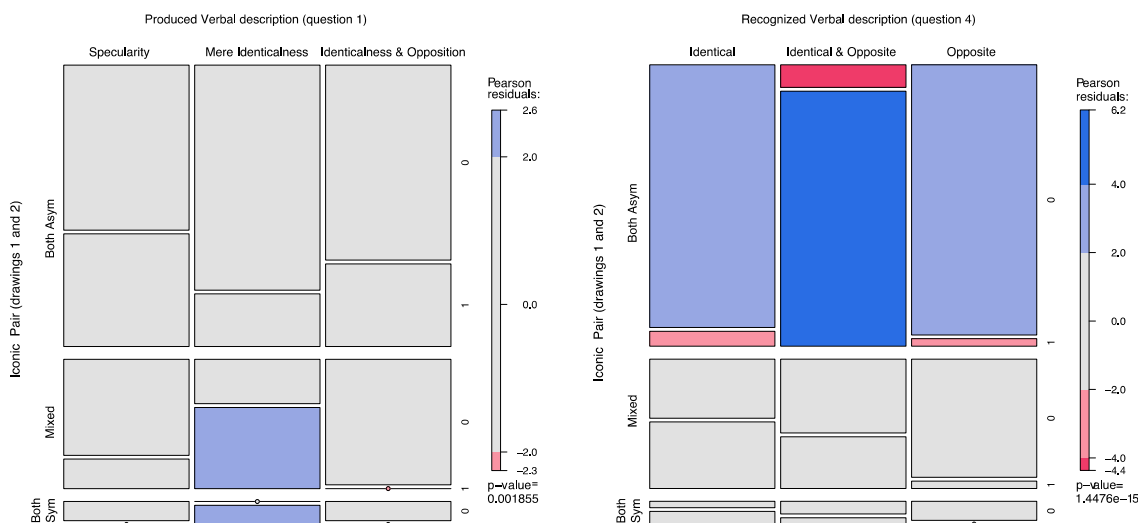 Produced Verbal description (question 1)
Specularity
Mere Identicalness
Identicalness & Opposition
Iconic Pair (drawings 1 and 2)
Both Asym
Mixed
Both
Sym
0
1
0
1
0
Pearson
residuals:
2.6
2.0
0.0
−2.0
−2.3
p-value=
0.001855
Recognized Verbal description (question 4)
Identical
Identical & Opposite
Opposite
Iconic Pair (drawings 1 and 2)
Both Asym
Mixed
Both
Sym
0
1
0
1
0
Pearson
residuals:
6.2
4.0
2.0
0.0
−2.0
−4.0
−4.4
p-value=
1.4476e-15